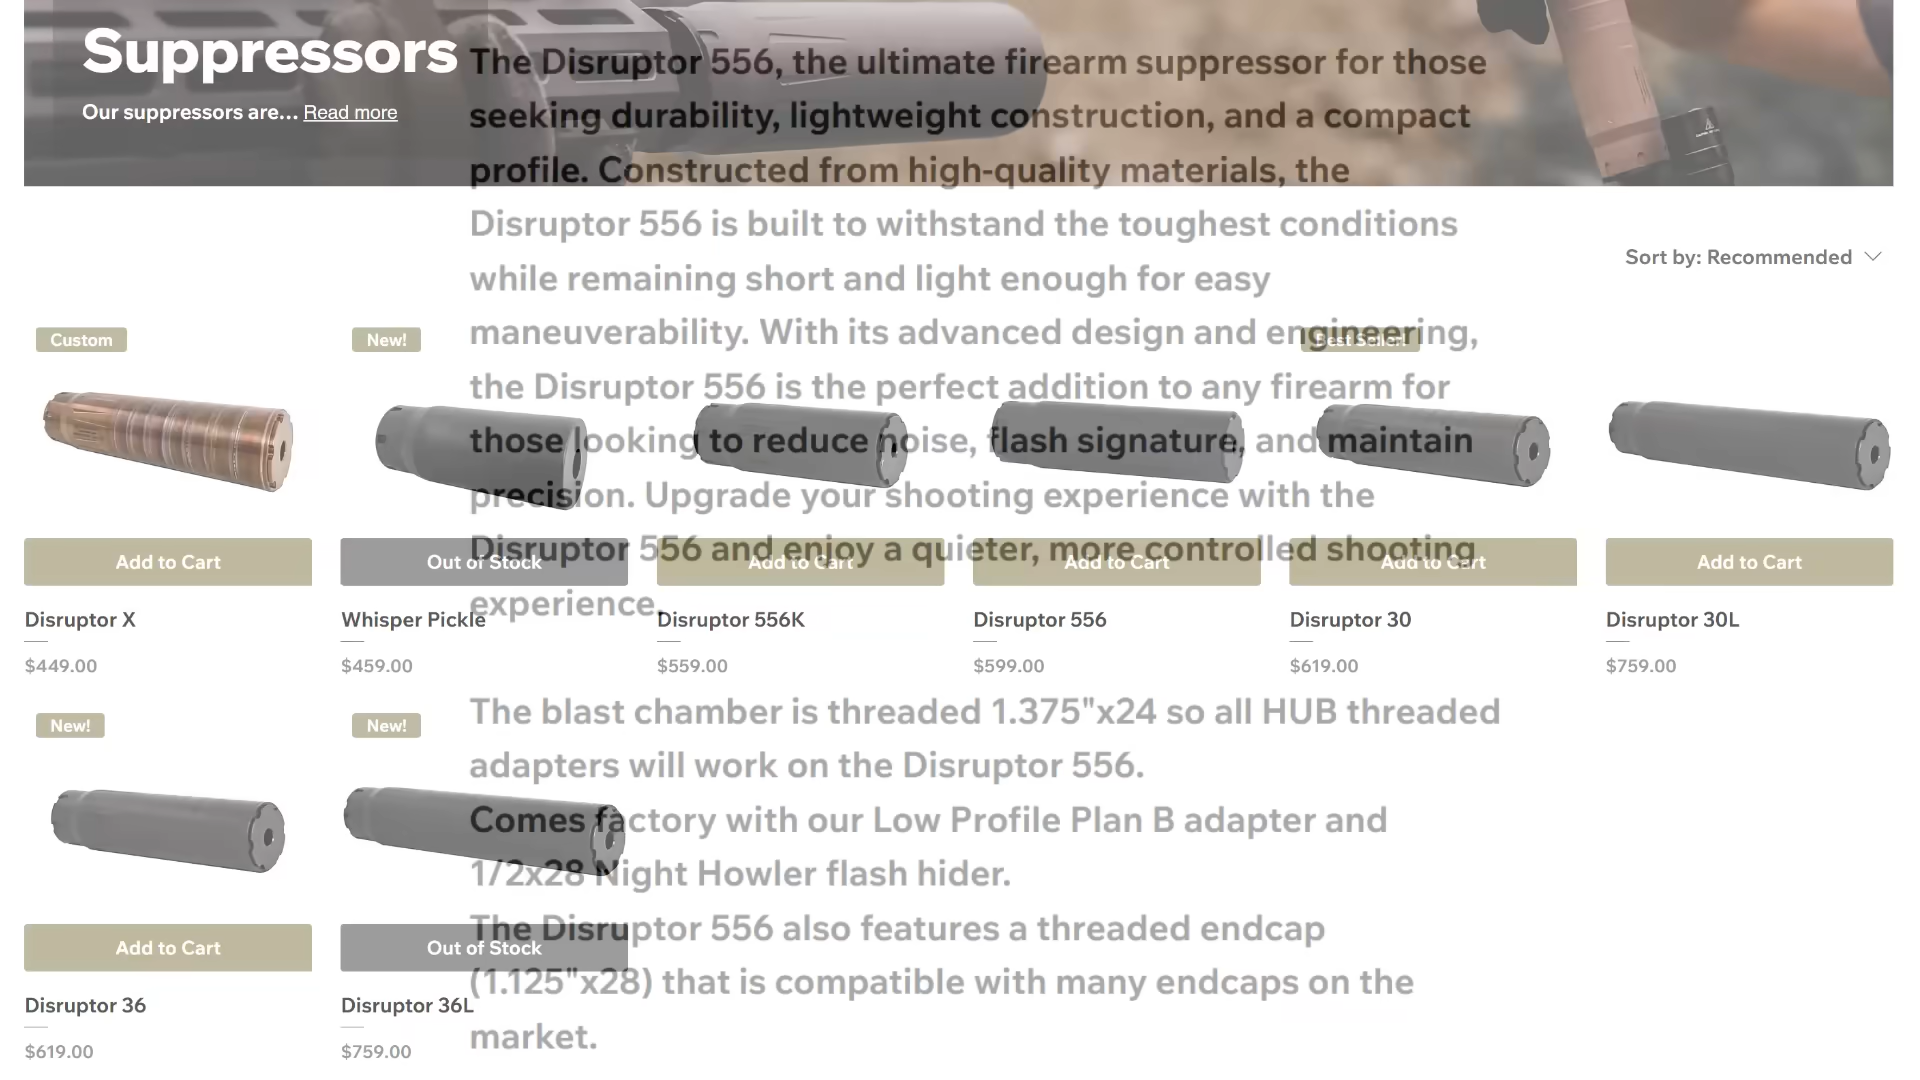 Suppressors
Our suppressors are... Read more
The Disruptor 556, the ultimate firearm suppressor for those
seeking durability, lightweight construction, and a compact
profile. Constructed from high-quality materials, the
Disruptor 556 is built to withstand the toughest conditions
while remaining short and light enough for easy
maneuverability. With its advanced design and engineering,
the Disruptor 556 is the perfect addition to any firearm for
those looking to reduce noise, flash signature, and maintain
precision. Upgrade your shooting experience with the
Disruptor 556 and enjoy a quieter, more controlled shooting
experience.
The blast chamber is threaded 1.375"x24 so all HUB threaded
adapters will work on the Disruptor 556.
Comes factory with our Low Profile Plan B adapter and
1/2x28 Night Howler flash hider.
The Disruptor 556 also features a threaded endcap
(1.125"x28) that is compatible with many endcaps on the
market.
Sort by: Recommended
Custom
New!
Best Seller!
Add to Cart
Out of Stock
Add to Cart
Add to Cart
Add to Cart
Add to Cart
Disruptor X
Whisper Pickle
Disruptor 556K
Disruptor 556
Disruptor 30
Disruptor 30L
$449.00
$459.00
$559.00
$599.00
$619.00
$759.00
New!
New!
Add to Cart
Out of Stock
Disruptor 36
Disruptor 36L
$619.00
$759.00